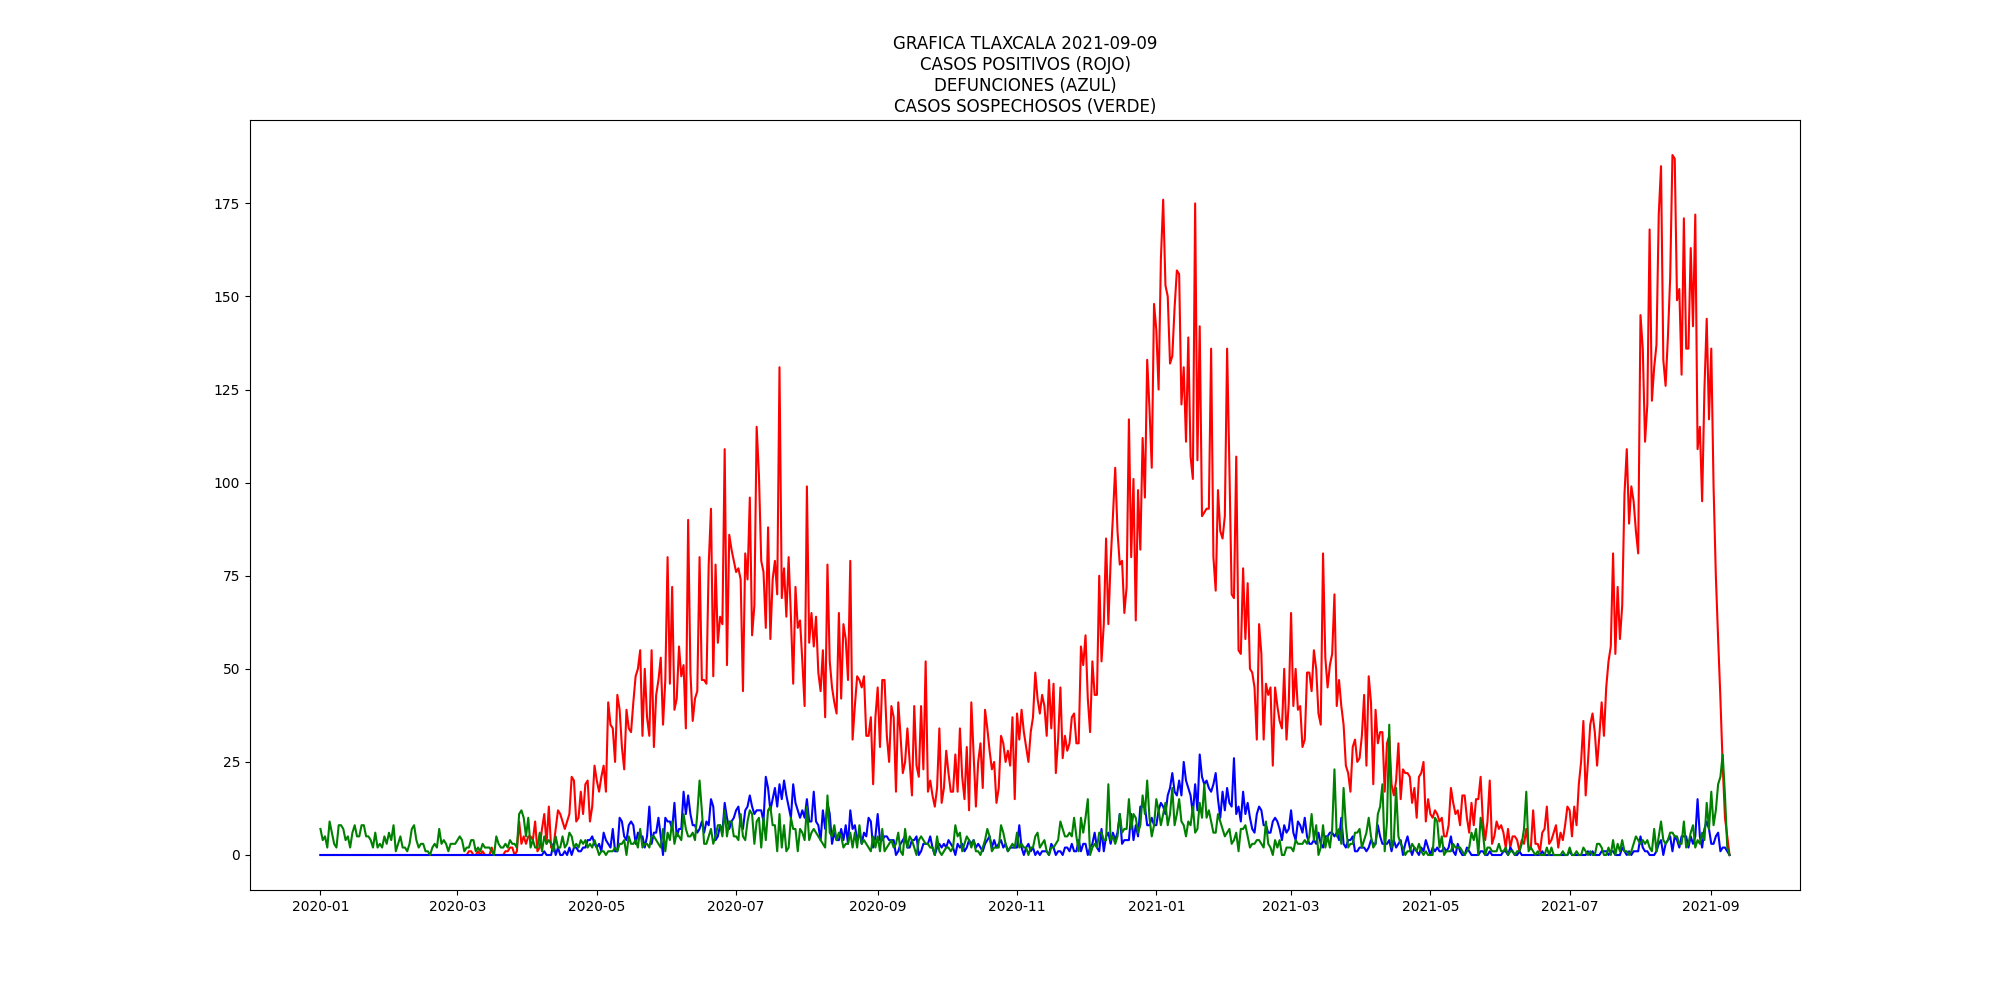 GRAFICA TLAXCALA 2021-09-09
CASOS POSITIVOS (ROJO)
DEFUNCIONES (AZUL)
CASOS SOSPECHOSOS (VERDE)
175
150
125
100
75
50
25
0
2020-01 2020-03 2020-05 2020-07 2020-09 2020-11 2021-01 2021-03 2021-05 2021-07 2021-09